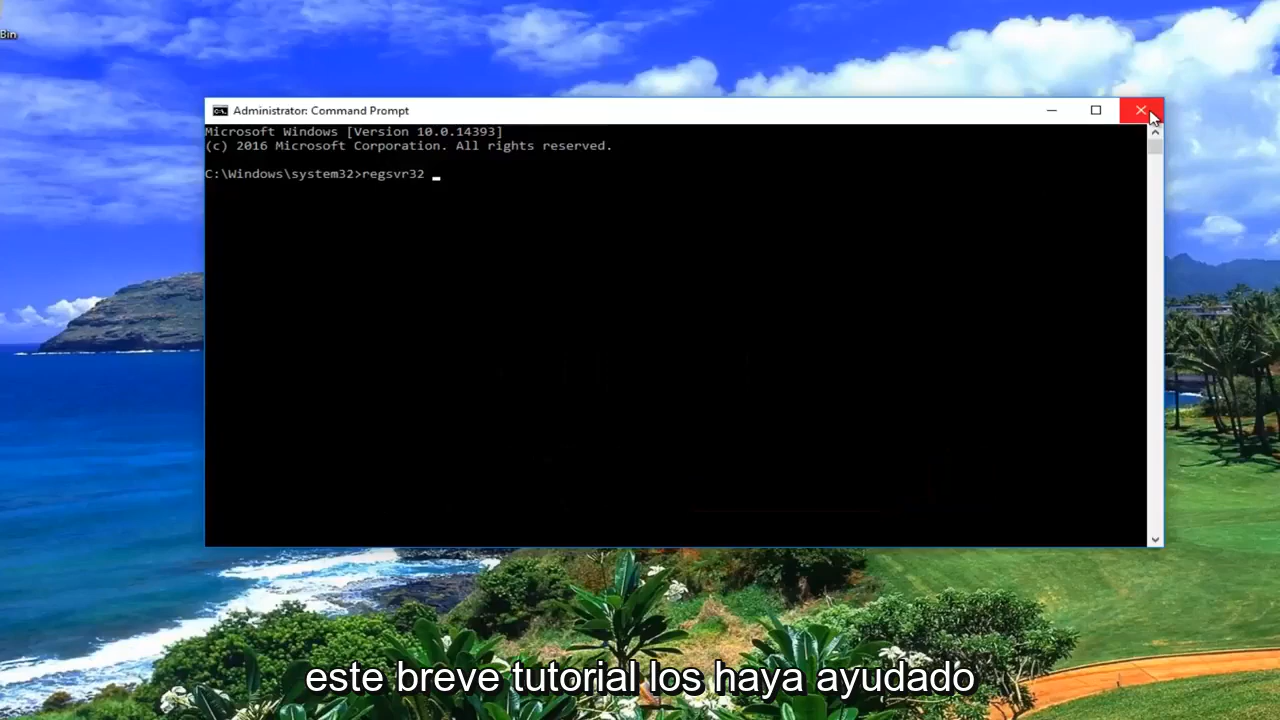 Bin
Administrator: Command Prompt
Microsoft Windows [Version 10.0.14393]
(c) 2016 Microsoft Corporation. All rights reserved.
C:\Windows\system32>regsvr32
este breve tutorial los haya ayudado